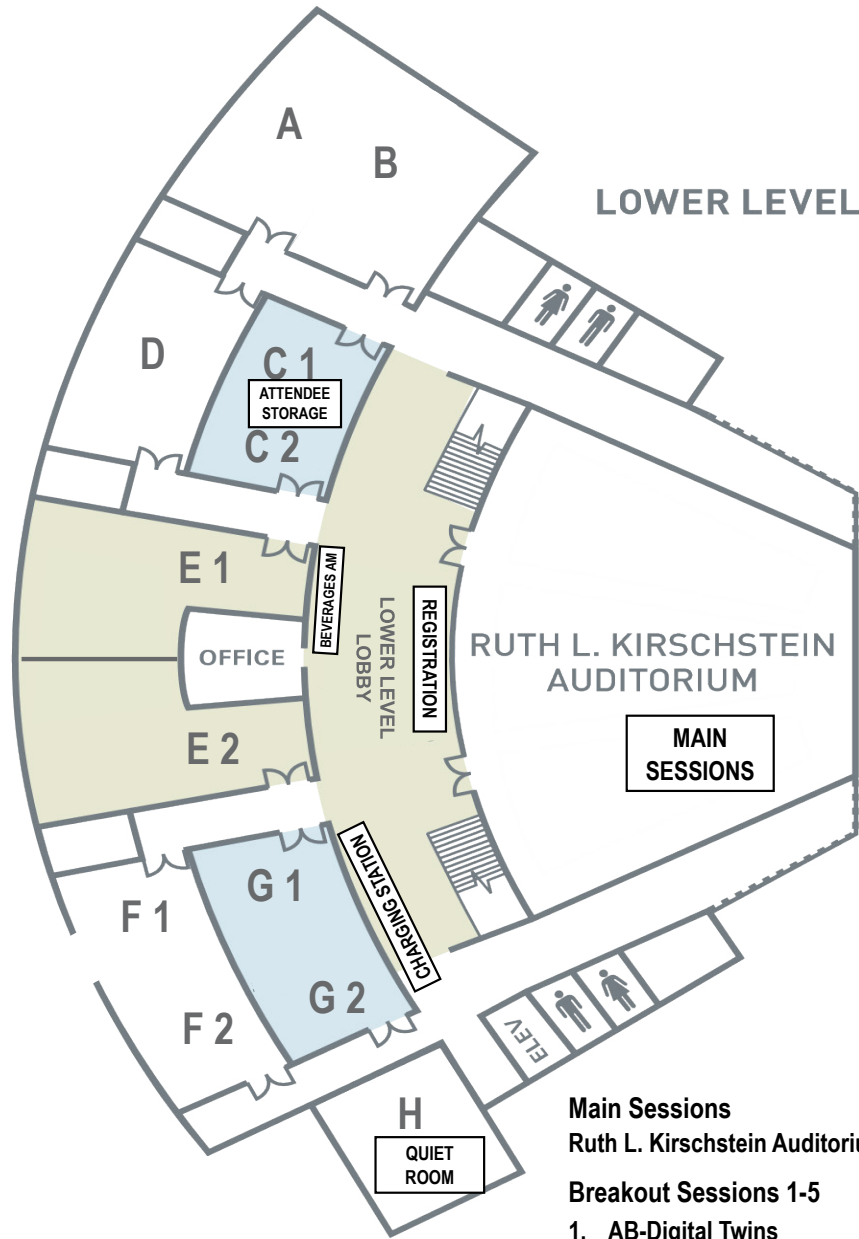 A
B
LOWER LEVEL
D
C 1
ATTENDEE
STORAGE
C 2
E 1
BEVERAGES AM
LOWER LEVEL
LOBBY
REGISTRATION
OFFICE
RUTH L. KIRSCHSTEIN
AUDITORIUM
MAIN
SESSIONS
E 2
CHARGING STATION
G 1
F 1
G 2
F 2
ELEV
H
QUIET
ROOM
Main Sessions
Ruth L. Kirschstein
Breakout Sessions 1-5
1. AB-Digital Twins